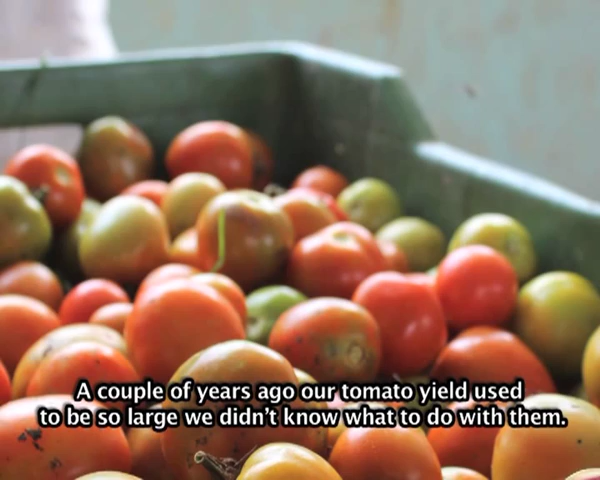 A couple of years ago our tomato yield used
to be so large we didn't know what to do with them.